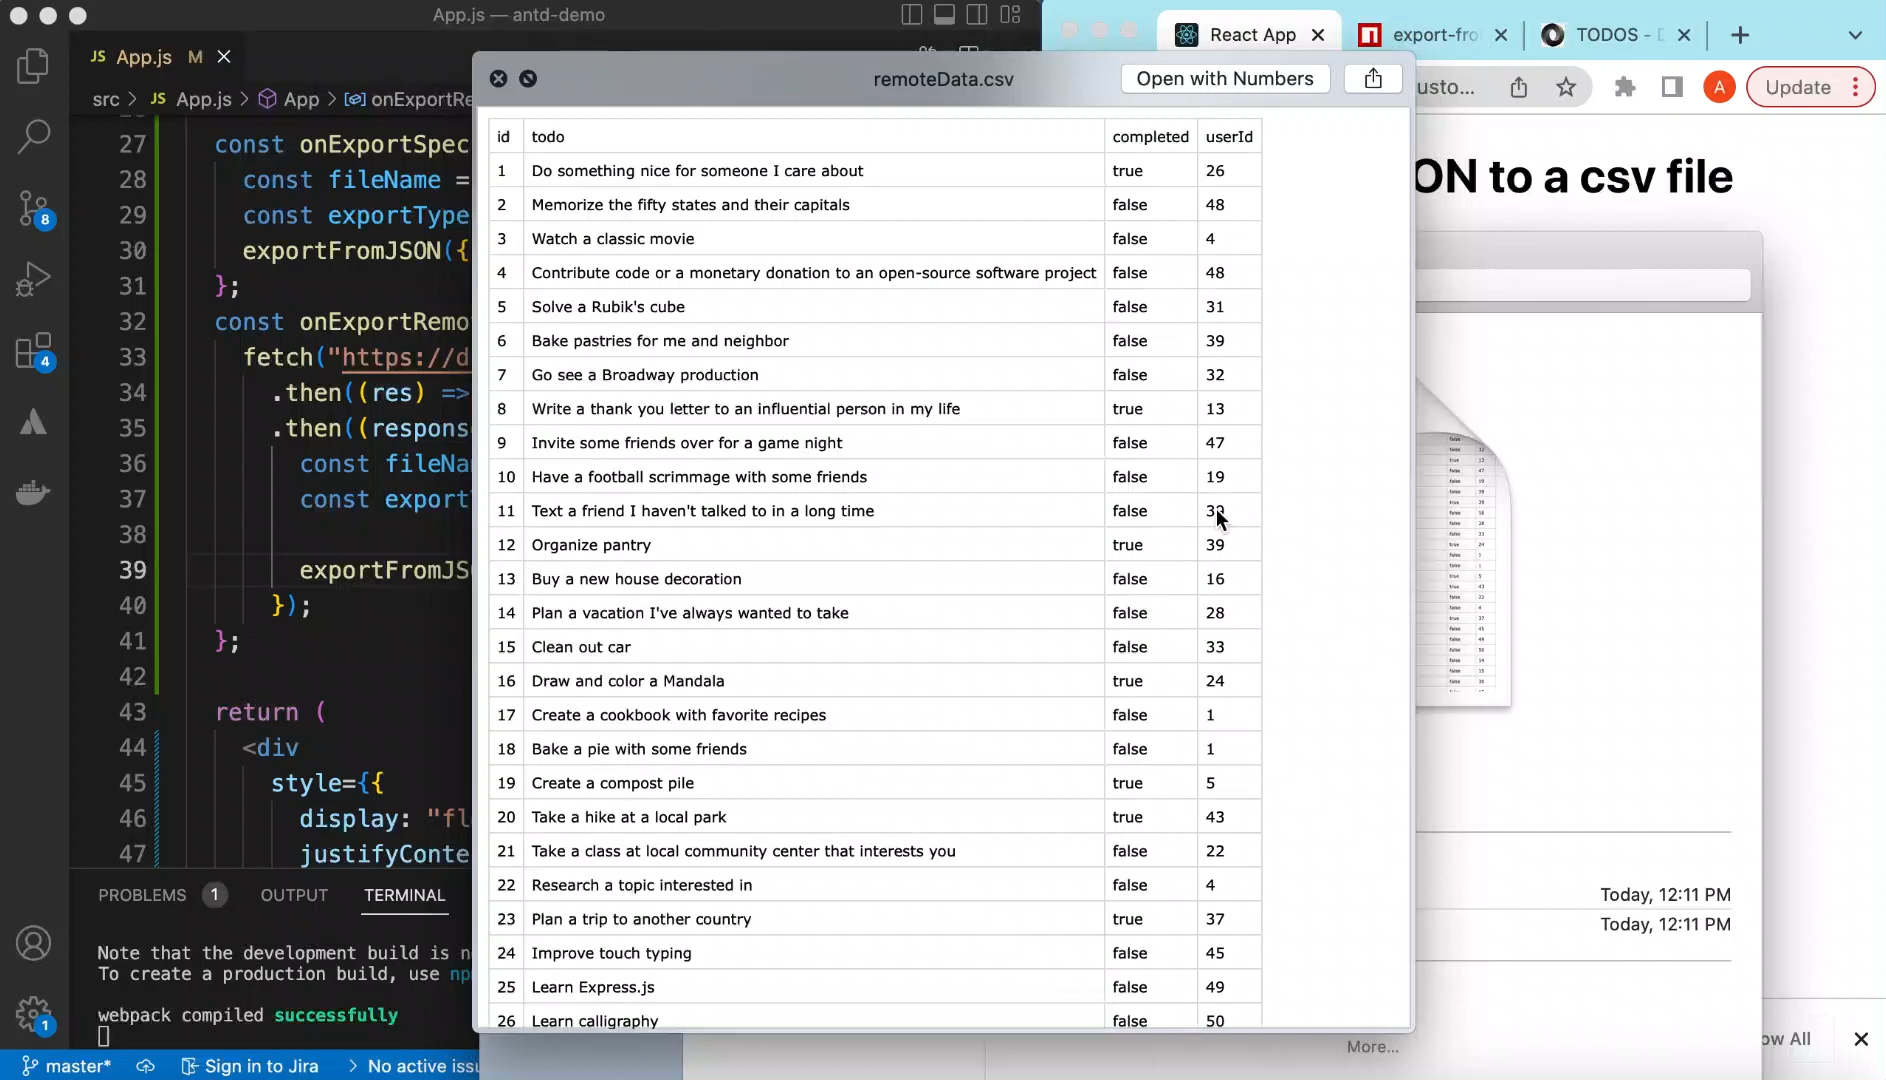 App.js — antd-demo
JS App.js M
src > JS App.js > App > onExportRe
27 const onExportSpec
28 const fileName =
29 const exportType
30 exportFromJSON({
31 };
32 const onExportRemo
33 fetch("https://d
34 .then((res) =>
35 .then((respons
36 const fileNa
37 const export
38
39 exportFromJS
40 });
41 };
42
43 return (
44 <div
45 style={{
46 display: "fl
47 justifyConte
8
4
1
PROBLEMS 1 OUTPUT TERMINAL
Note that the development build is n
To create a production build, use np
webpack compiled successfully
master* Sign in to Jira > No active issu
remoteData.csv
Open with Numbers
id todo completed userId
1 Do something nice for someone I care about true 26
2 Memorize the fifty states and their capitals false 48
3 Watch a classic movie false 4
4 Contribute code or a monetary donation to an open-source software project false 48
5 Solve a Rubik's cube false 31
6 Bake pastries for me and neighbor false 39
7 Go see a Broadway production false 32
8 Write a thank you letter to an influential person in my life true 13
9 Invite some friends over for a game night false 47
10 Have a football scrimmage with some friends false 19
11 Text a friend I haven't talked to in a long time false
12 Organize pantry true 39
13 Buy a new house decoration false 16
14 Plan a vacation I've always wanted to take false 28
15 Clean out car false 33
16 Draw and color a Mandala true 24
17 Create a cookbook with favorite recipes false 1
18 Bake a pie with some friends false 1
19 Create a compost pile true 5
20 Take a hike at a local park true 43
21 Take a class at local community center that interests you false 22
22 Research a topic interested in false 4
23 Plan a trip to another country true 37
24 Improve touch typing false 45
25 Learn Express.js false 49
26 Learn calligraphy false 50
React App
export-fro
TODOS -
usto...
A
Update
ON to a csv file
Today, 12:11 PM
Today, 12:11 PM
More...
ow All